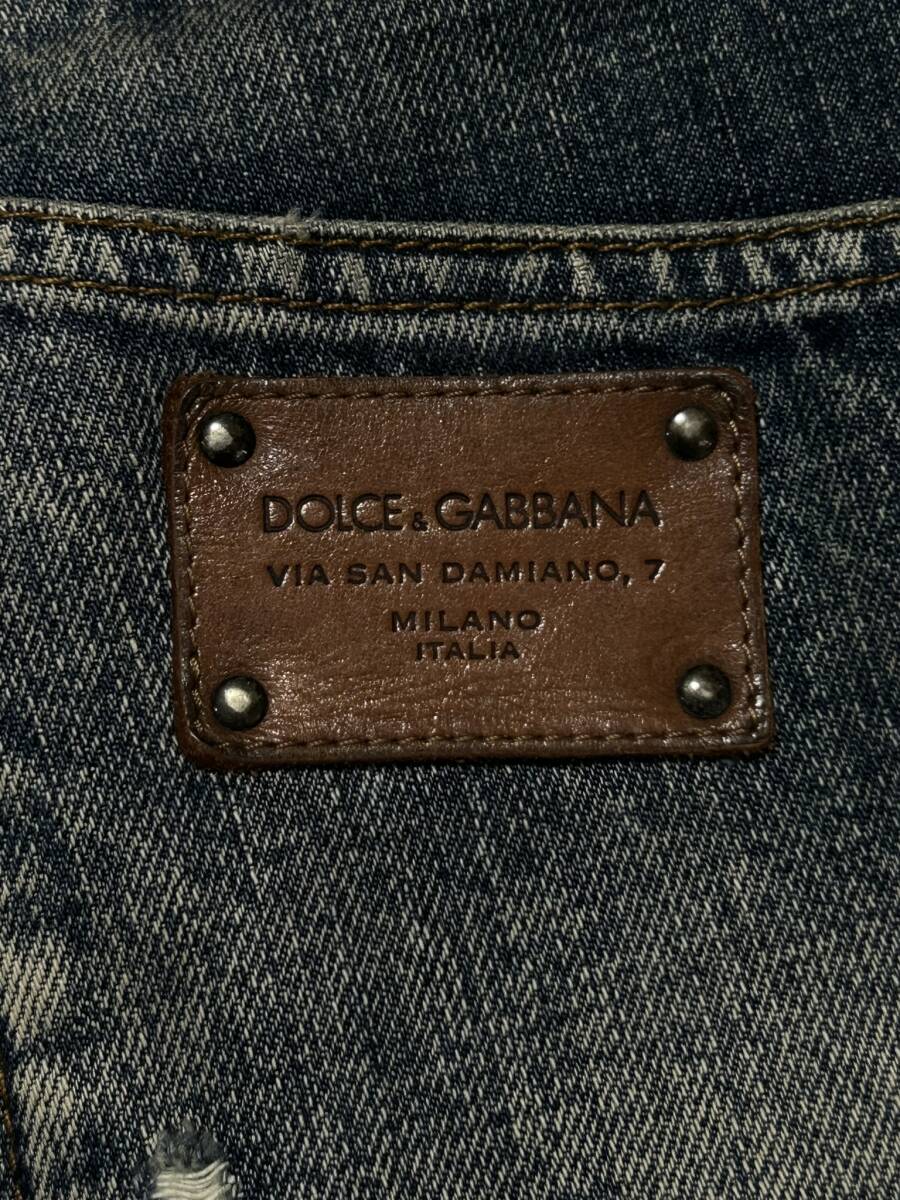 DOLCE & GABBANA
VIA SAN DAMIANO, 7
MILANO
ITALIA